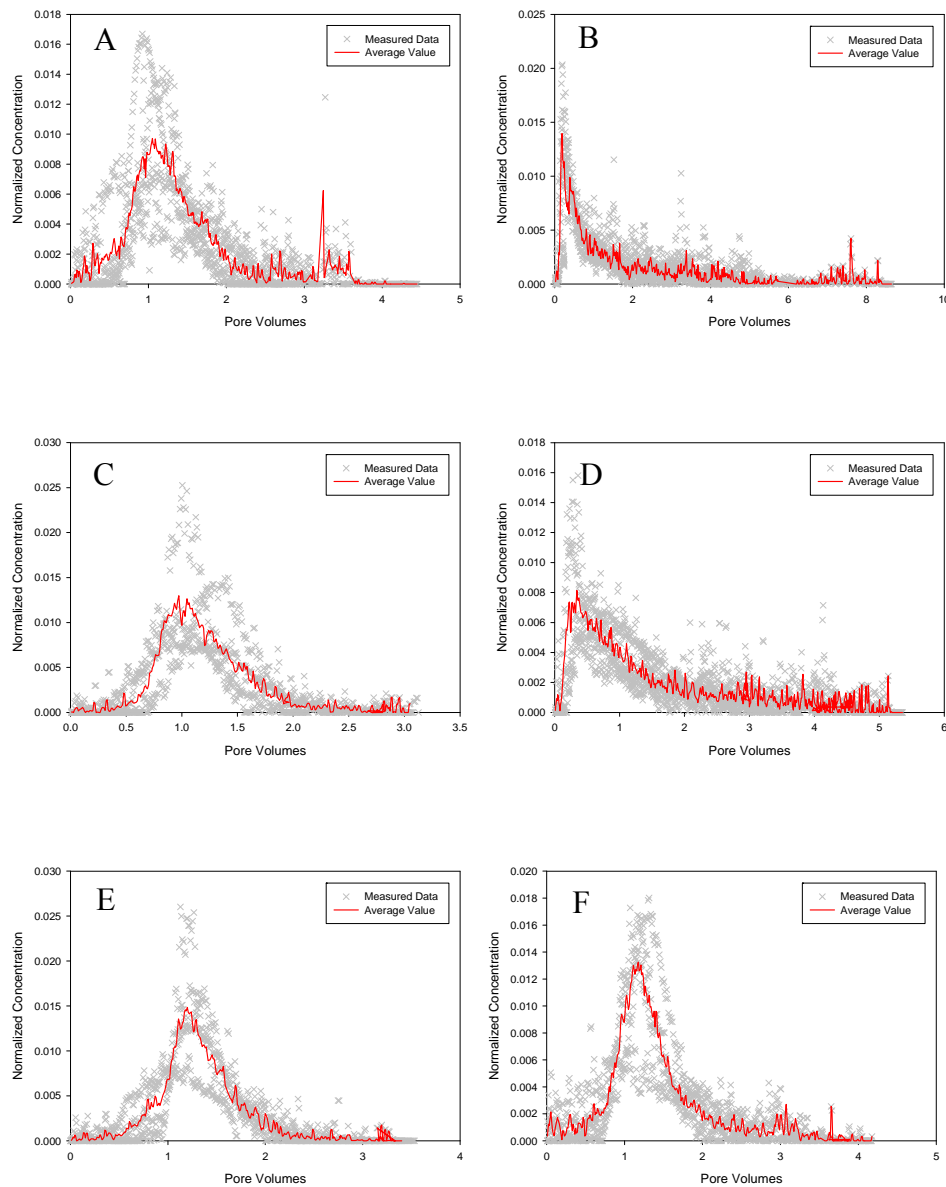 A
Measured Data
Average Value
Normalized Concentration
0.018
0.016
0.014
0.012
0.010
0.008
0.006
0.004
0.002
0.000
0 1 2 3 4 5
Pore Volumes
B
Measured Data
Average Value
Normalized Concentration
0.025
0.020
0.015
0.010
0.005
0.000
0 2 4 6 8 10
Pore Volumes
C
Measured Data
Average Value
Normalized Concentration
0.030
0.025
0.020
0.015
0.010
0.005
0.000
0.0 0.5 1.0 1.5 2.0 2.5 3.0 3.5
Pore Volumes
D
Measured Data
Average Value
Normalized Concentration
0.018
0.016
0.014
0.012
0.010
0.008
0.006
0.004
0.002
0.000
0 1 2 3 4 5 6
Pore Volumes
E
Measured Data
Average Value
Normalized Concentration
0.030
0.025
0.020
0.015
0.010
0.005
0.000
0 1 2 3 4
Pore Volumes
F
Measured Data
Average Value
Normalized Concentration
0.020
0.018
0.016
0.014
0.012
0.010
0.008
0.006
0.004
0.002
0.000
0 1 2 3 4 5
Pore Volumes